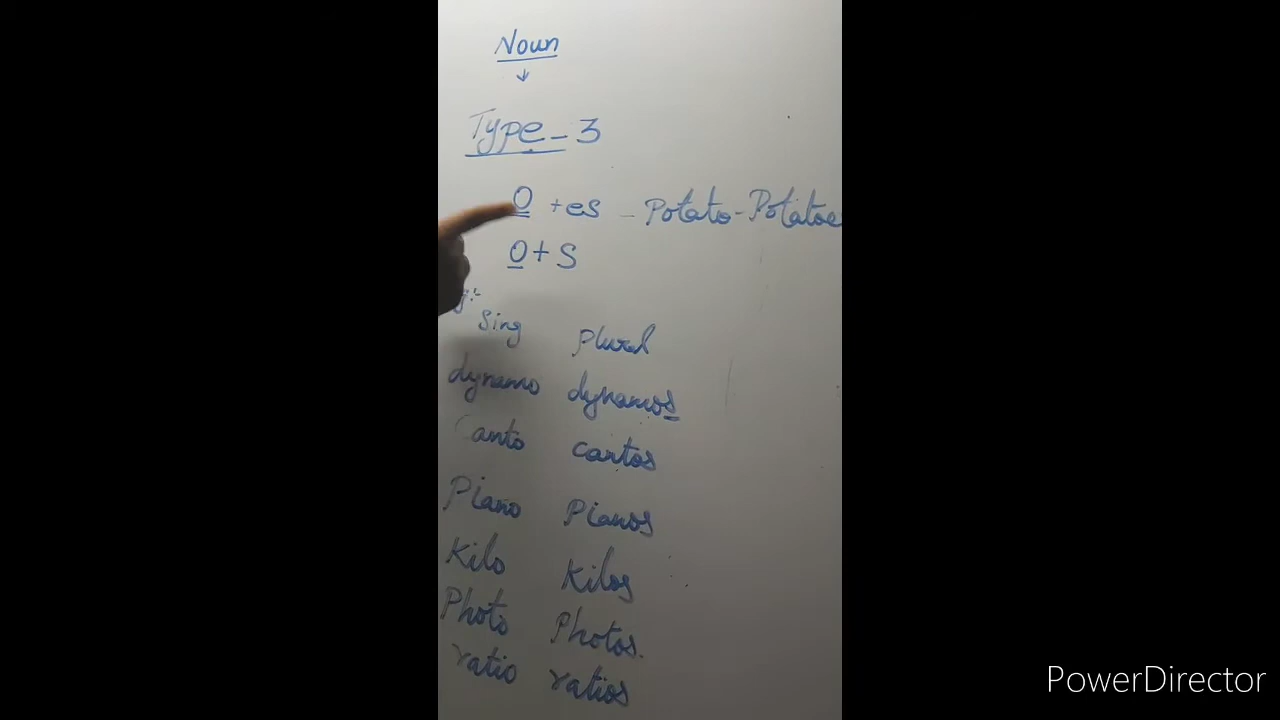 Noun
↓
Type - 3
O + es - Potato - Potatoe
O + S
Sing Plural
dynamo dynamos
Canto cantos
Piano Pianos
Kilo Kilos
Photo Photos.
ratio ratios
PowerDirector